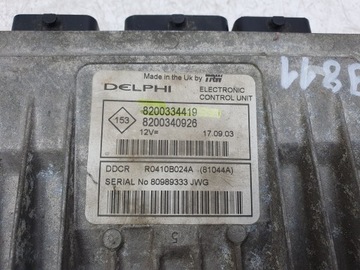 Made in the Uk by TRW
DELPHI
ELECTRONIC
CONTROL UNIT
153
8200334419
8200340926
12V=
17.09.03
DDCR R0410B024A (81044A)
SERIAL No 80989333 JWG
5
3811